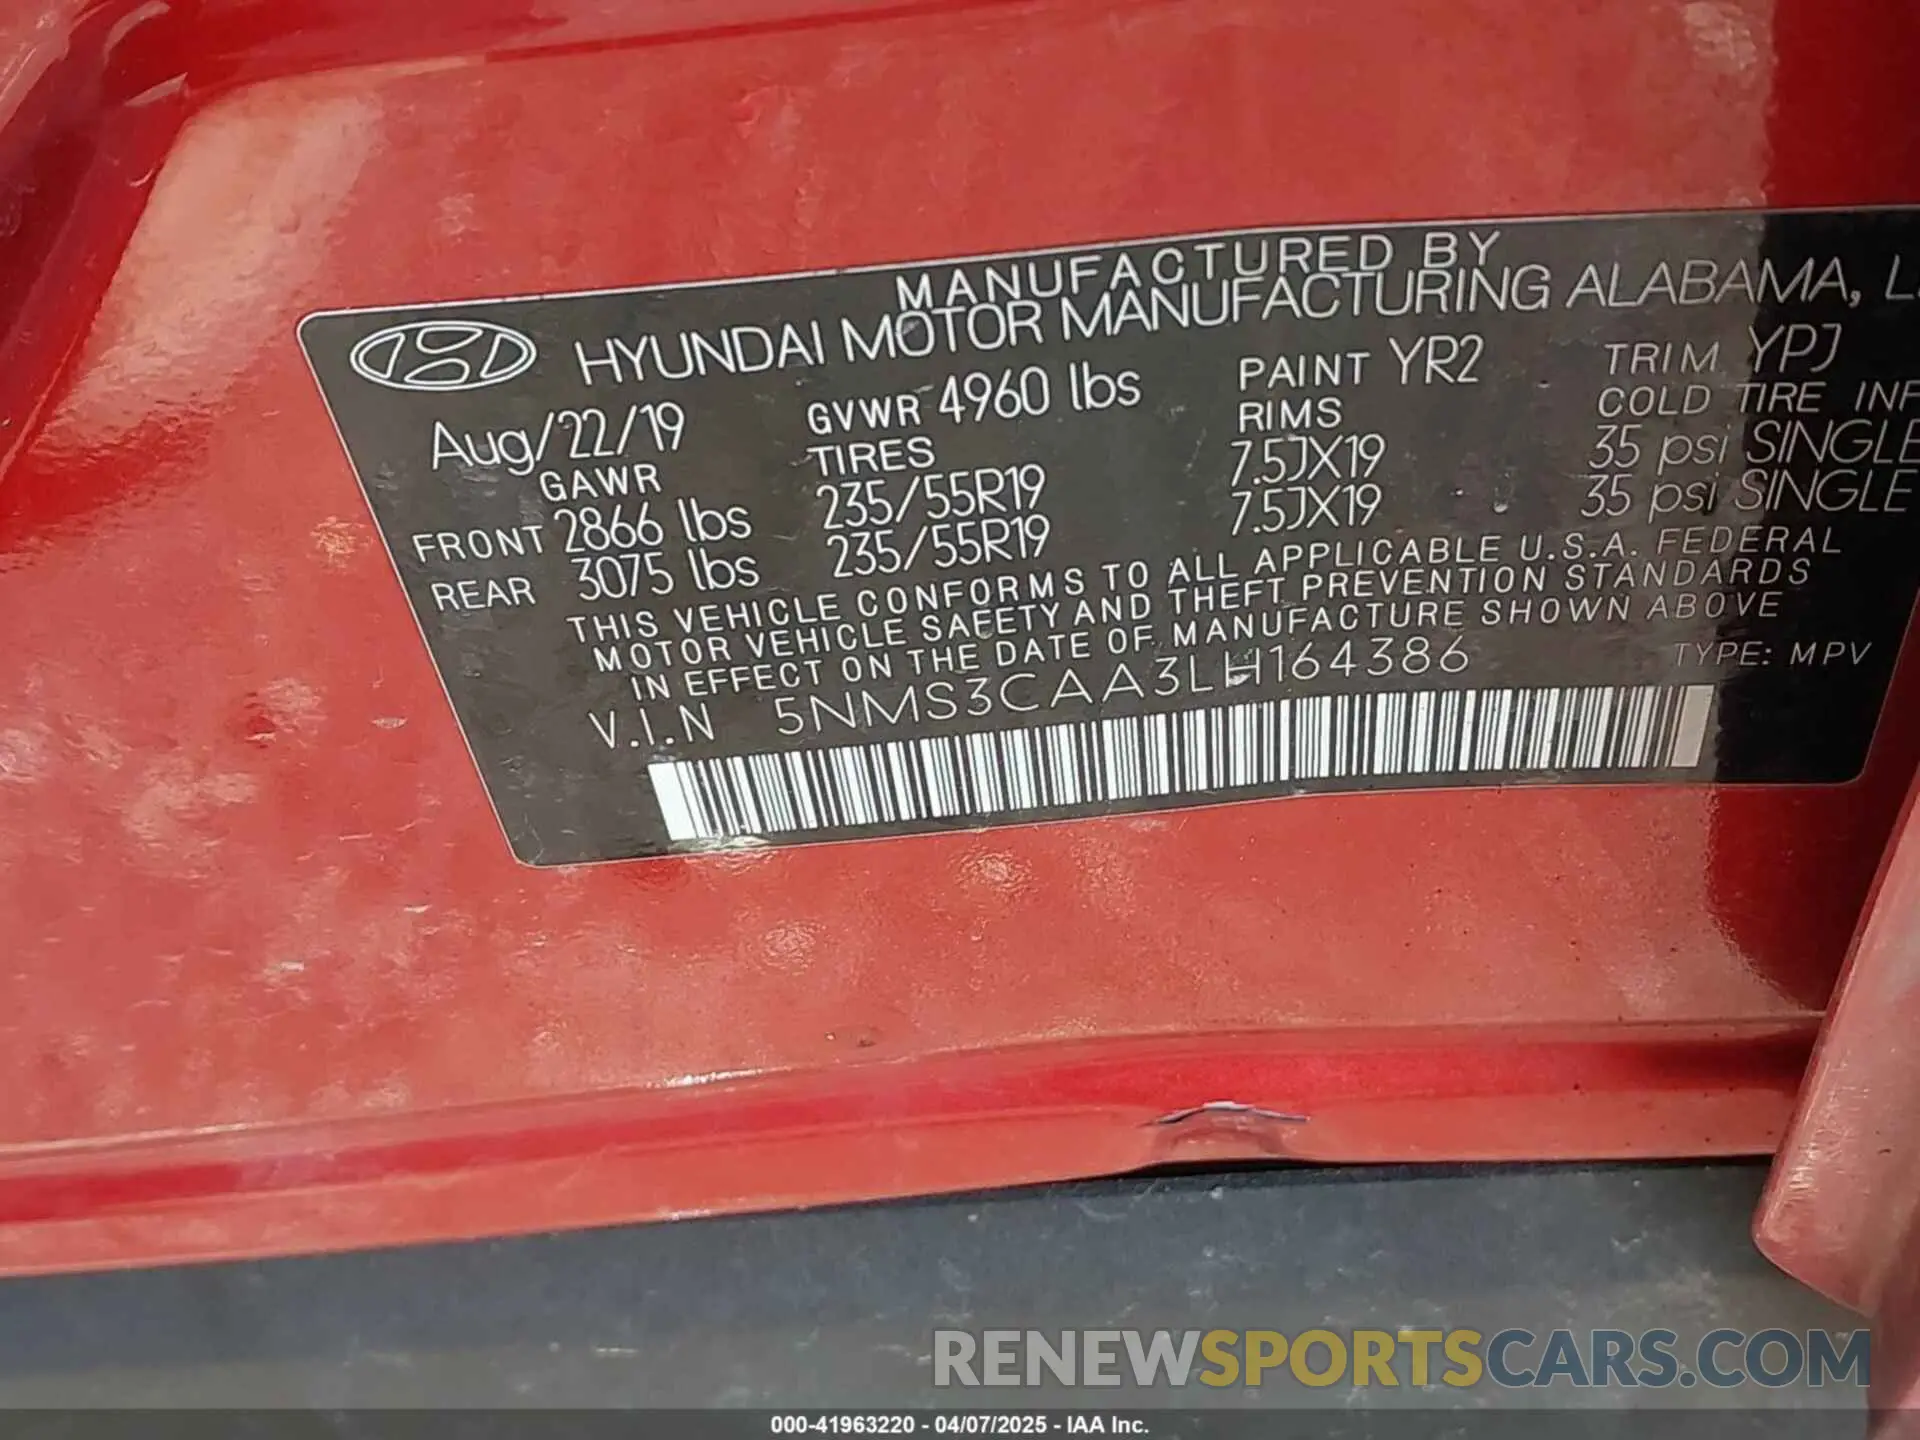 MANUFACTURED BY
HYUNDAI MOTOR MANUFACTURING ALABAMA,
Aug/22/19 GVWR 4960 lbs PAINT YR2 TRIM YPJ
GAWR TIRES RIMS COLD TIRE INF
FRONT 2866 lbs 235/55R19 7.5JX19 35 psi SINGLE
REAR 3075 lbs 235/55R19 7.5JX19 35 psi SINGLE
THIS VEHICLE CONFORMS TO ALL APPLICABLE U.S.A. FEDERAL
MOTOR VEHICLE SAFETY AND THEFT PREVENTION STANDARDS
IN EFFECT ON THE DATE OF MANUFACTURE SHOWN ABOVE
V.I.N 5NMS3CAA3LH164386 TYPE: MPV
RENEWSPORTSCARS.COM
000-41963220 - 04/07/2025 - IAA Inc.